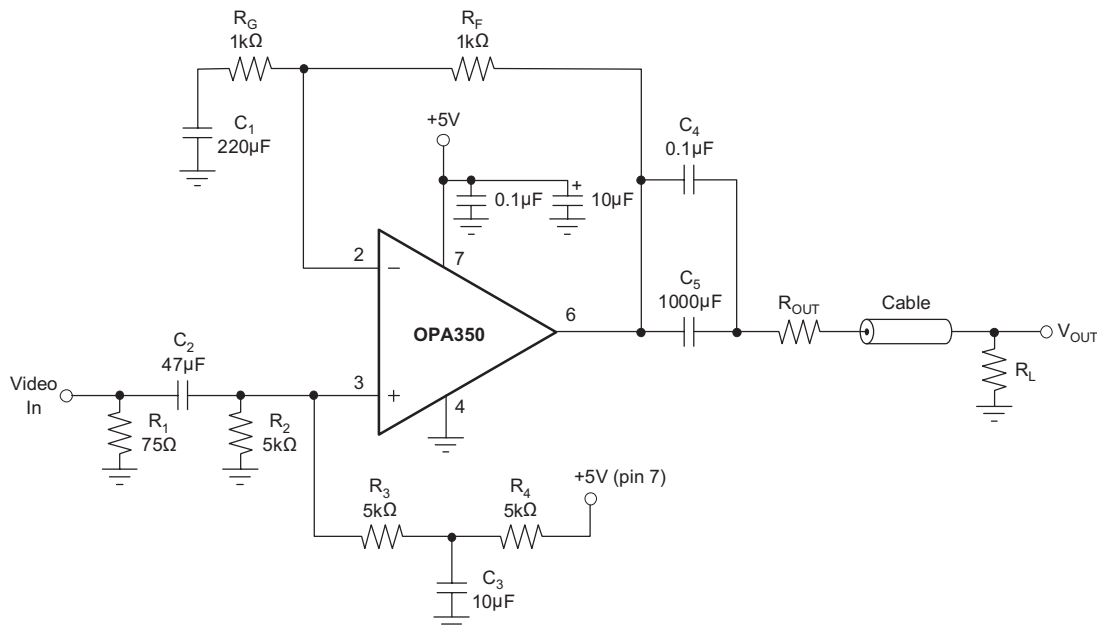 R_G
1kΩ
R_F
1kΩ
C_1
220µF
+5V
C_4
0.1µF
0.1µF
+
10µF
2
−
7
C_5
1000µF
OPA350
6
R_OUT
Cable
V_OUT
R_L
C_2
47µF
Video
In
3
+
4
R_1
75Ω
R_2
5kΩ
+5V (pin 7)
R_3
5kΩ
R_4
5kΩ
C_3
10µF